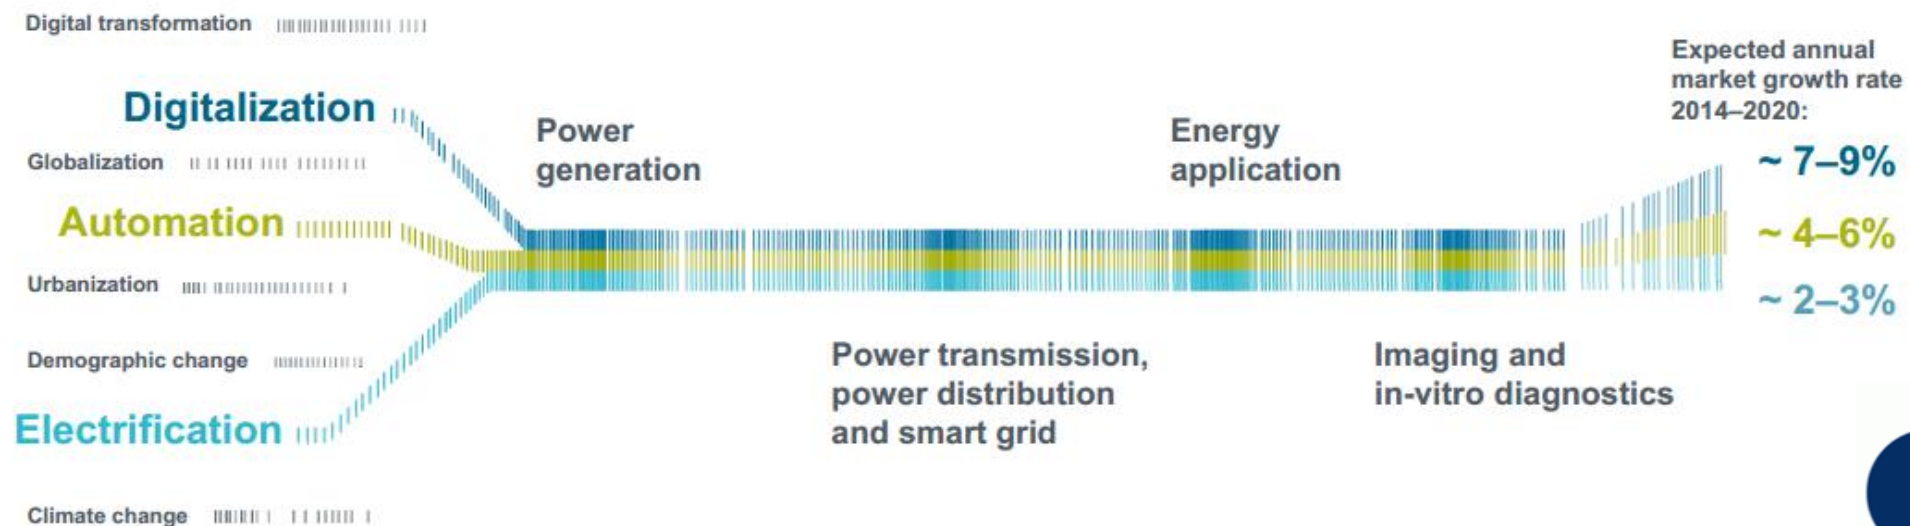 Digital transformation
Digitalization
Globalization
Automation
Urbanization
Demographic change
Electrification
Climate change
Power
generation
Power transmission,
power distribution
and smart grid
Energy
application
Imaging and
in-vitro diagnostics
Expected annual
market growth rate
2014–2020:
~ 7–9%
~ 4–6%
~ 2–3%